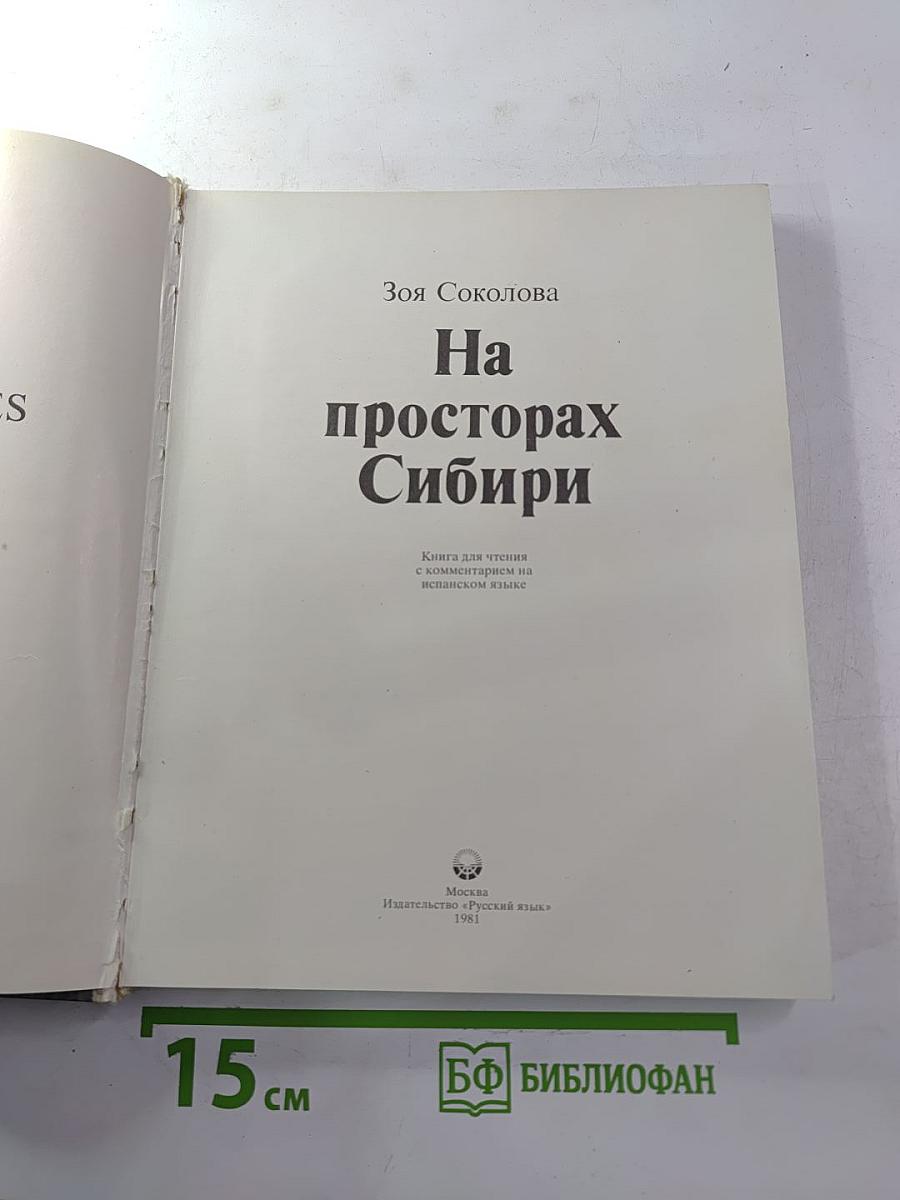 Зоя Соколова
На
просторах
Сибири
Книга для чтения
с комментарием на
испанском языке
Москва
Издательство «Русский язык»
1981
15 см
БФ БИБЛИОФАН